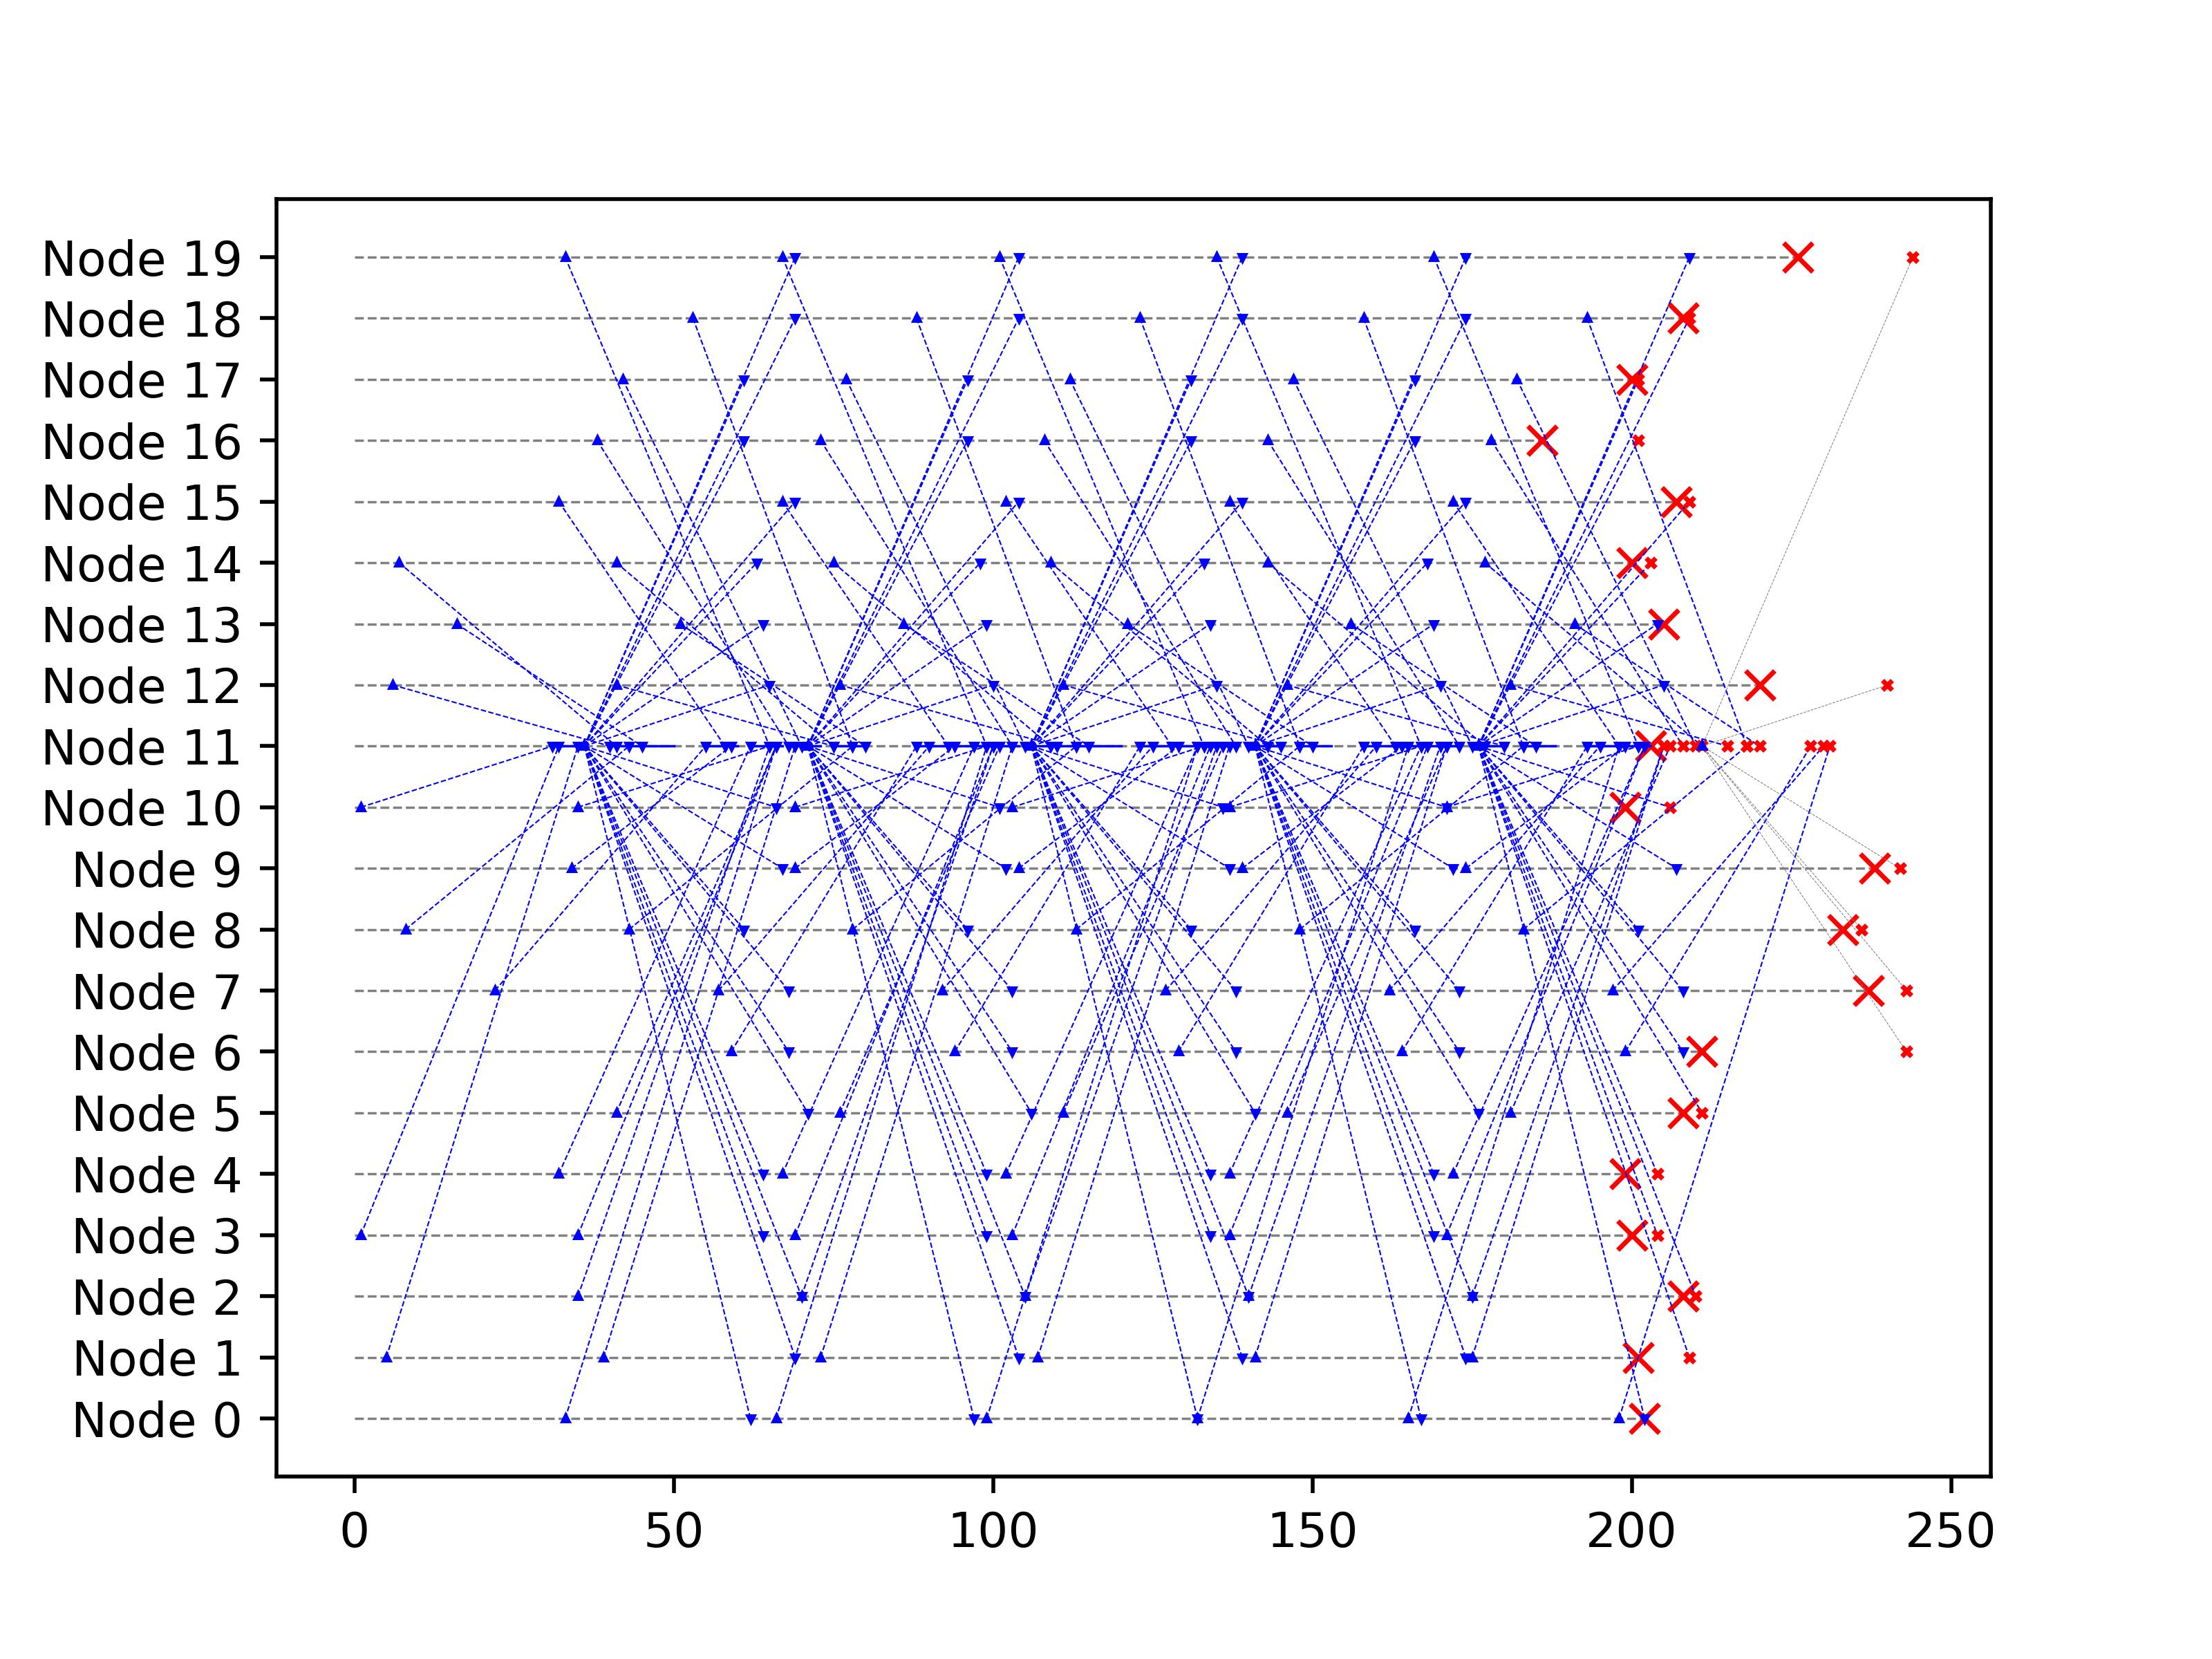 Node 19
Node 18
Node 17
Node 16
Node 15
Node 14
Node 13
Node 12
Node 11
Node 10
Node 9
Node 8
Node 7
Node 6
Node 5
Node 4
Node 3
Node 2
Node 1
Node 0
0 50 100 150 200 250